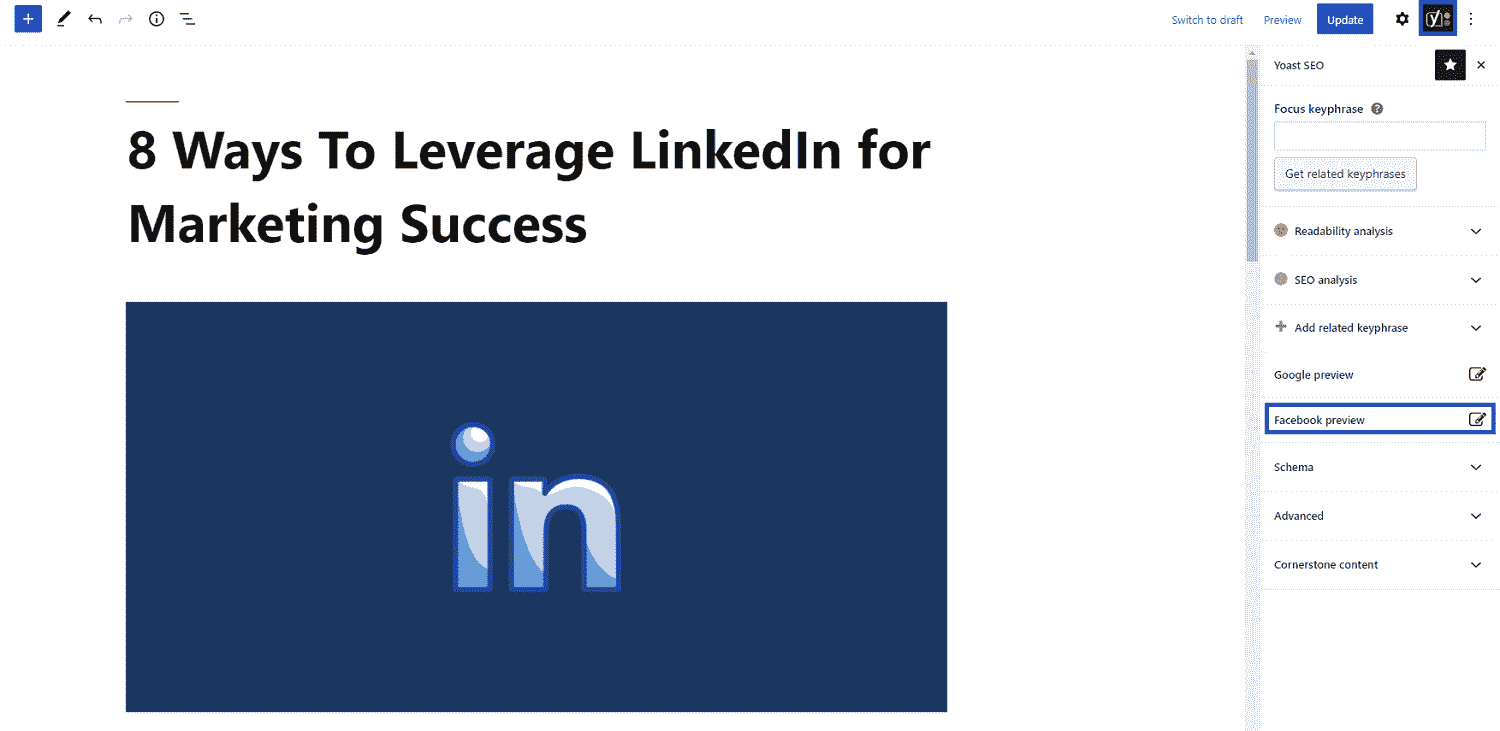 Switch to draft
Preview
Update
8 Ways To Leverage LinkedIn for
Marketing Success
in
Yoast SEO
Focus keyphrase
Get related keyphrases
Readability analysis
SEO analysis
Add related keyphrase
Google preview
Facebook preview
Schema
Advanced
Cornerstone content